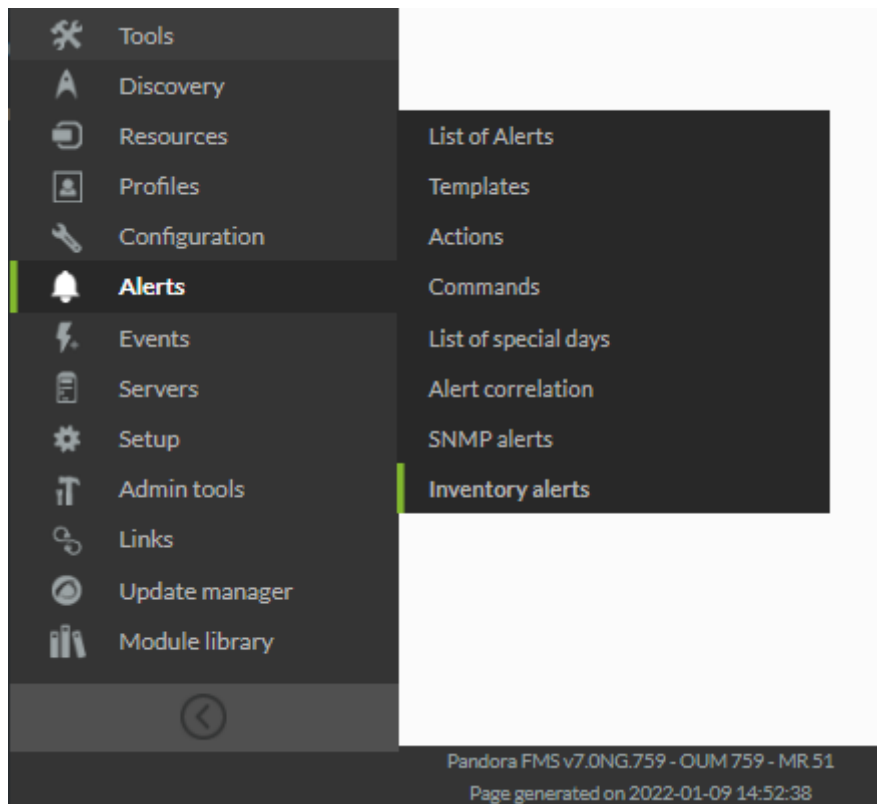 Tools
Discovery
Resources
Profiles
Configuration
Alerts
Events
Servers
Setup
Admin tools
Links
Update manager
Module library
List of Alerts
Templates
Actions
Commands
List of special days
Alert correlation
SNMP alerts
Inventory alerts
Pandora FMS v7.0NG.759 - OUM 759 - MR 51
Page generated on 2022-01-09 14:52:38